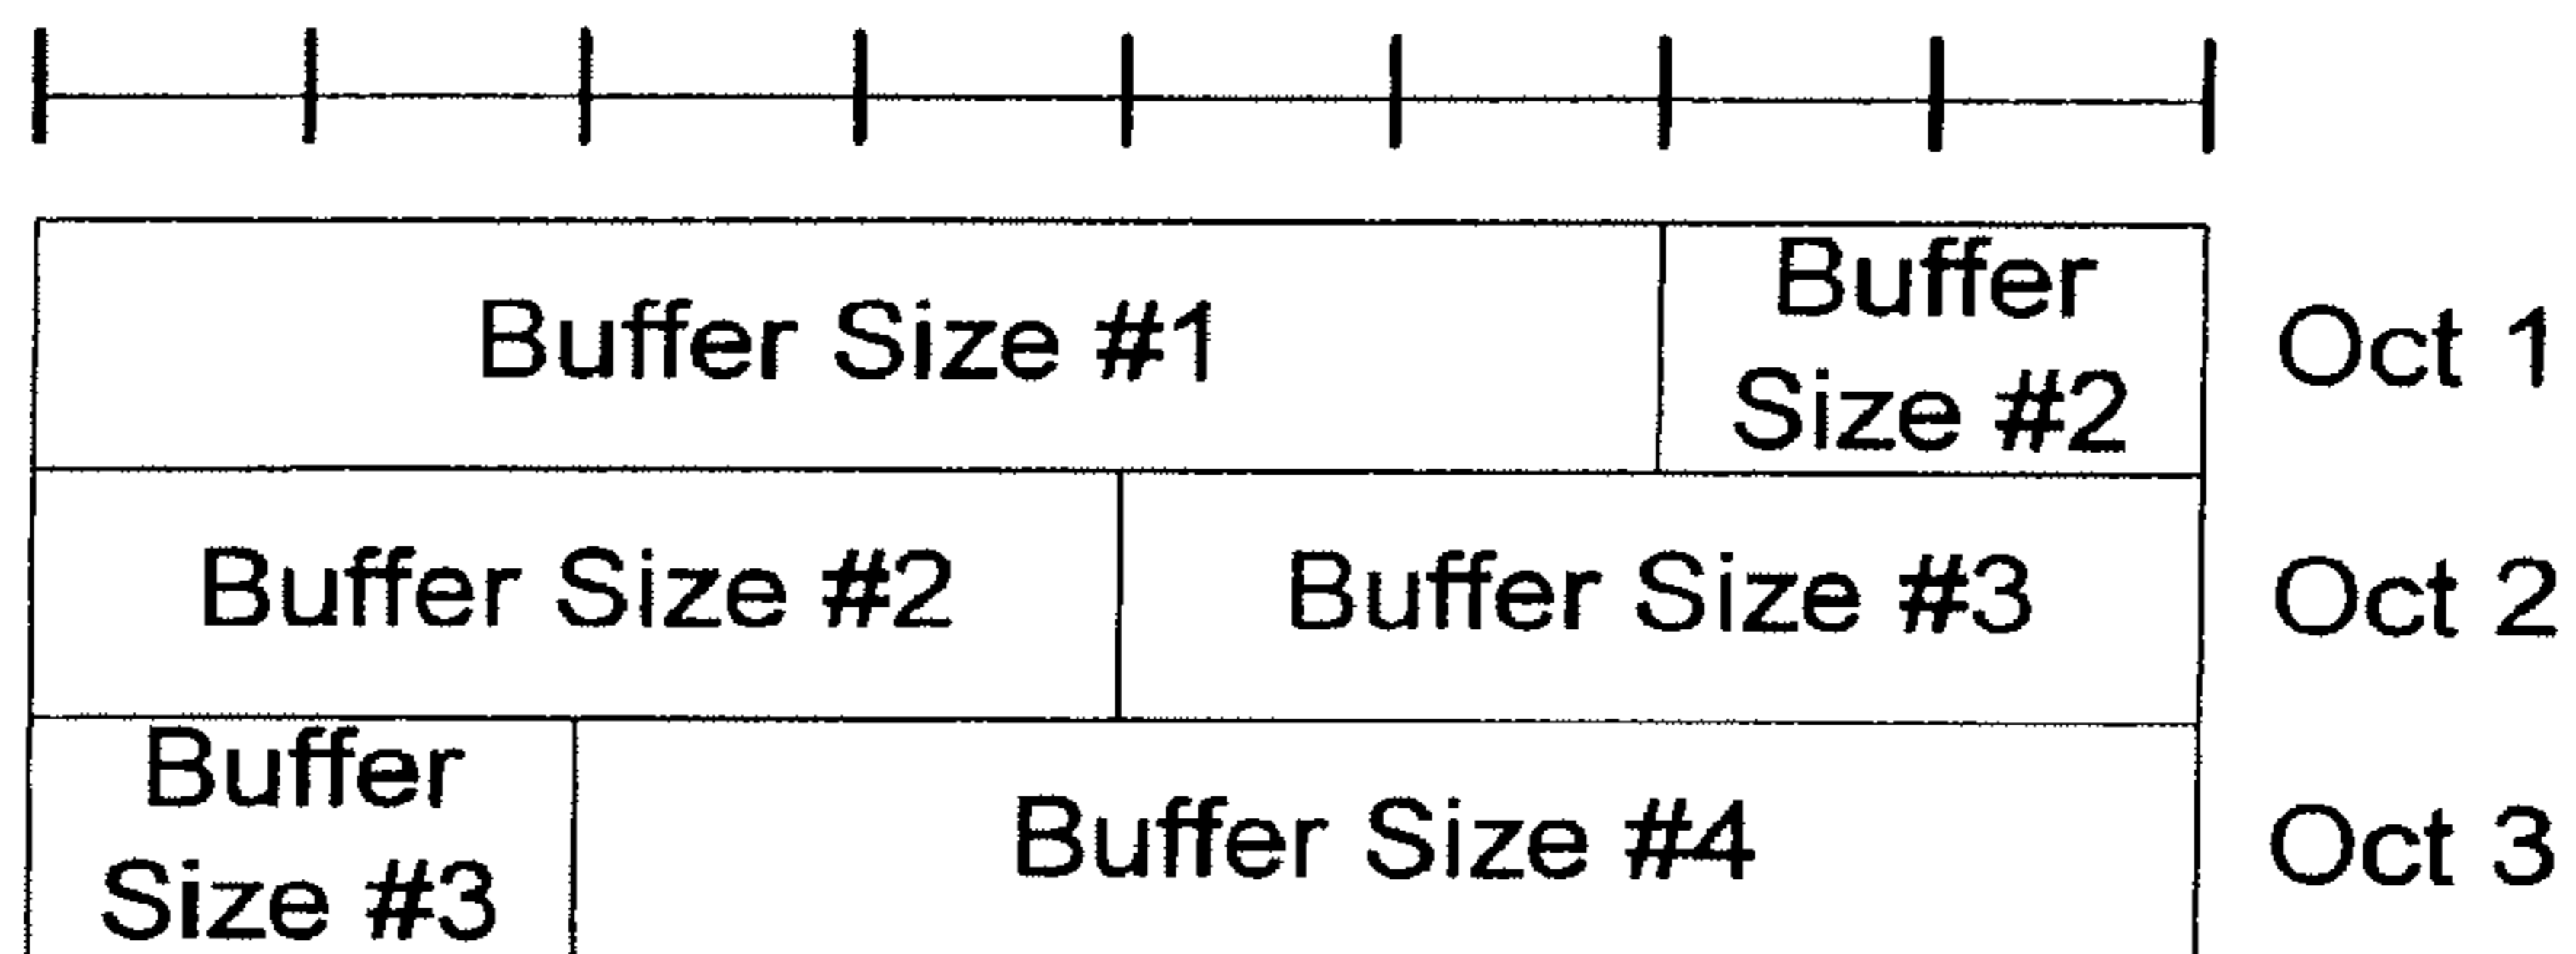 Buffer Size #1
Buffer
Size #2
Oct 1
Buffer Size #2
Buffer Size #3
Oct 2
Buffer
Size #3
Buffer Size #4
Oct 3